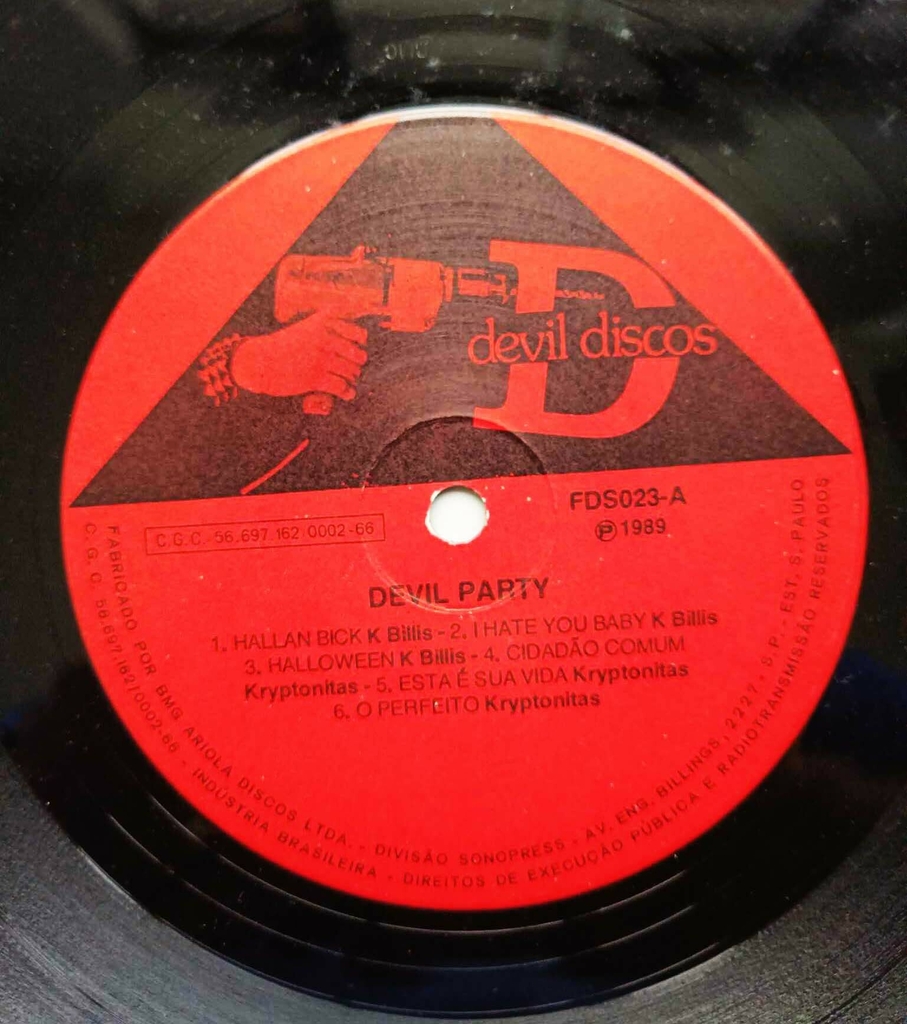 D
devil discos
FDS023-A
℗ 1989
C.G.C. 56.697.162/0002-66
DEVIL PARTY
1. HALLAN BICK K Billis - 2. I HATE YOU BABY K Billis
3. HALLOWEEN K Billis - 4. CIDADÃO COMUM
Kryptonitas - 5. ESTA É SUA VIDA Kryptonitas
6. O PERFEITO Kryptonitas
FABRICADO POR BMG ARIOLA DISCOS LTDA. - DIVISÃO SONOPRESS - AV. ENG. BILLINGS, 2227 - S.P. - EST. S. PAULO
C.G.C. 56.697.162/0002-66 - INDÚSTRIA BRASILEIRA - DIREITOS DE EXECUÇÃO PÚBLICA E RADIOTRANSMISSÃO RESERVADOS